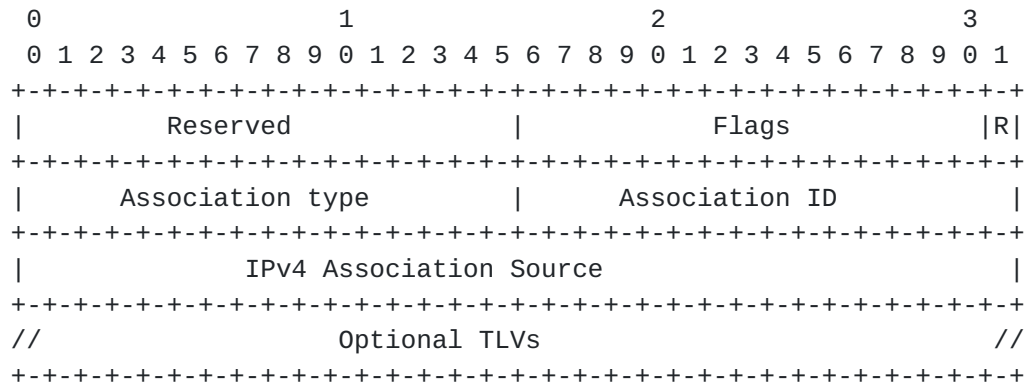 0                   1                   2                   3
 0 1 2 3 4 5 6 7 8 9 0 1 2 3 4 5 6 7 8 9 0 1 2 3 4 5 6 7 8 9 0 1
+-+-+-+-+-+-+-+-+-+-+-+-+-+-+-+-+-+-+-+-+-+-+-+-+-+-+-+-+-+-+-+-+
|         Reserved              |            Flags            |R|
+-+-+-+-+-+-+-+-+-+-+-+-+-+-+-+-+-+-+-+-+-+-+-+-+-+-+-+-+-+-+-+-+
|      Association type         |      Association ID           |
+-+-+-+-+-+-+-+-+-+-+-+-+-+-+-+-+-+-+-+-+-+-+-+-+-+-+-+-+-+-+-+-+
|              IPv4 Association Source                          |
+-+-+-+-+-+-+-+-+-+-+-+-+-+-+-+-+-+-+-+-+-+-+-+-+-+-+-+-+-+-+-+-+
//                   Optional TLVs                             //
+-+-+-+-+-+-+-+-+-+-+-+-+-+-+-+-+-+-+-+-+-+-+-+-+-+-+-+-+-+-+-+-+